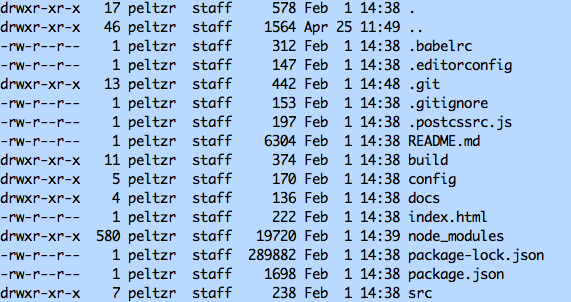 drwxr-xr-x 17 peltzr staff 578 Feb 1 14:38 .
drwxr-xr-x 46 peltzr staff 1564 Apr 25 11:49 ..
-rw-r--r-- 1 peltzr staff 312 Feb 1 14:38 .babelrc
-rw-r--r-- 1 peltzr staff 147 Feb 1 14:38 .editorconfig
drwxr-xr-x 13 peltzr staff 442 Feb 1 14:48 .git
-rw-r--r-- 1 peltzr staff 153 Feb 1 14:38 .gitignore
-rw-r--r-- 1 peltzr staff 197 Feb 1 14:38 .postcssrc.js
-rw-r--r-- 1 peltzr staff 6304 Feb 1 14:38 README.md
drwxr-xr-x 11 peltzr staff 374 Feb 1 14:38 build
drwxr-xr-x 5 peltzr staff 170 Feb 1 14:38 config
drwxr-xr-x 4 peltzr staff 136 Feb 1 14:38 docs
-rw-r--r-- 1 peltzr staff 222 Feb 1 14:38 index.html
drwxr-xr-x 580 peltzr staff 19720 Feb 1 14:39 node_modules
-rw-r--r-- 1 peltzr staff 289882 Feb 1 14:38 package-lock.json
-rw-r--r-- 1 peltzr staff 1698 Feb 1 14:38 package.json
drwxr-xr-x 7 peltzr staff 238 Feb 1 14:38 src